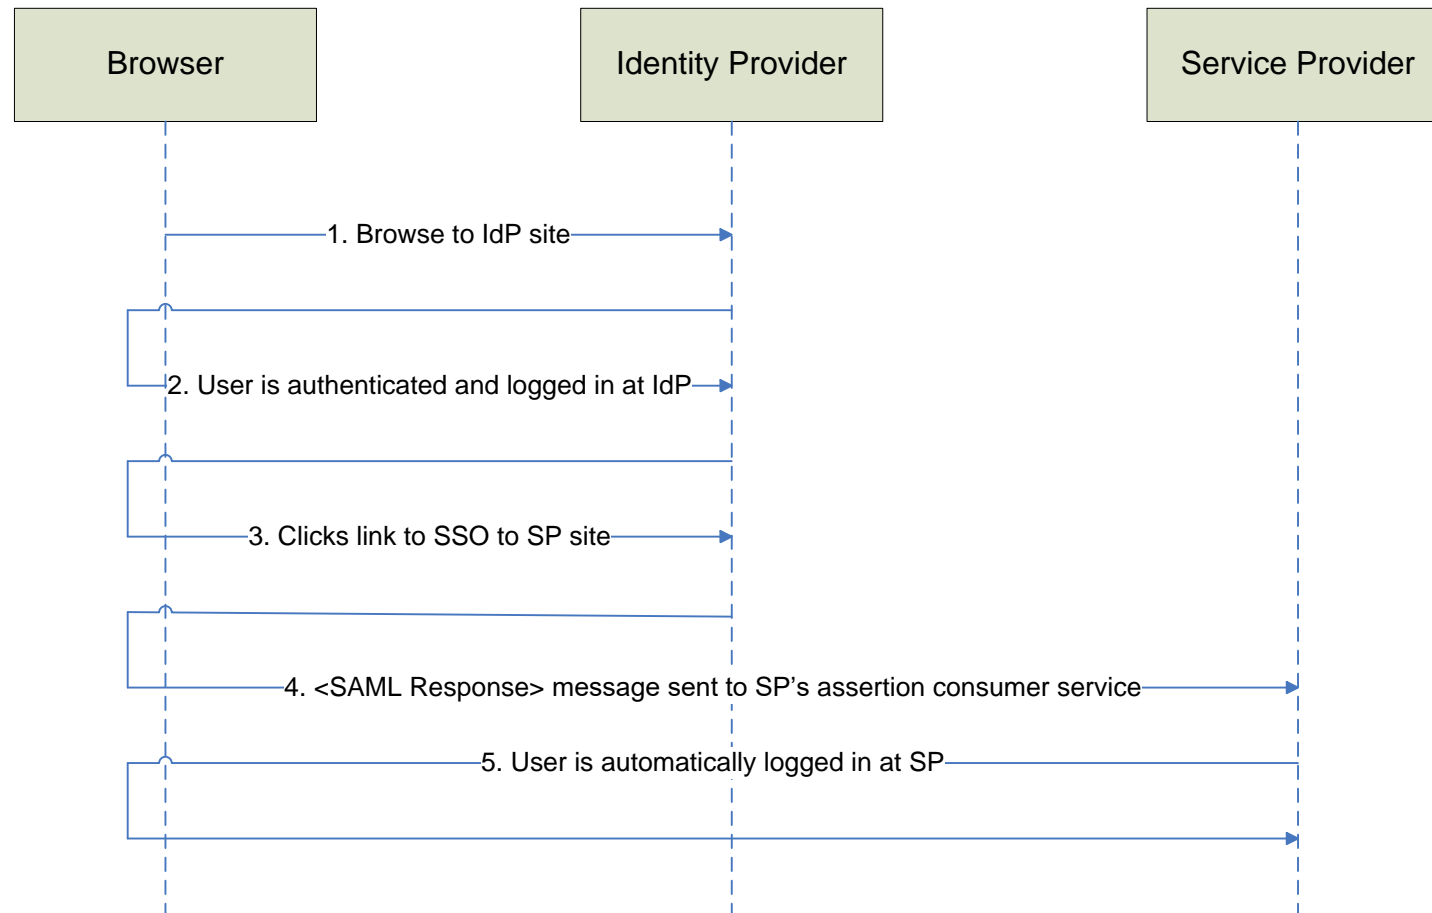 Browser
Identity Provider
Service Provider
1. Browse to IdP site
2. User is authenticated and logged in at IdP
3. Clicks link to SSO to SP site
4. <SAML Response> message sent to SP’s assertion consumer service
5. User is automatically logged in at SP